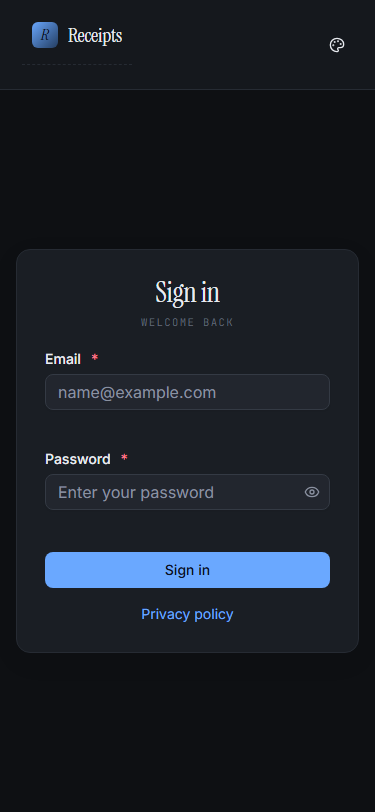 R Receipts
Sign in
WELCOME BACK
Email *
name@example.com
Password *
Enter your password
Sign in
Privacy policy